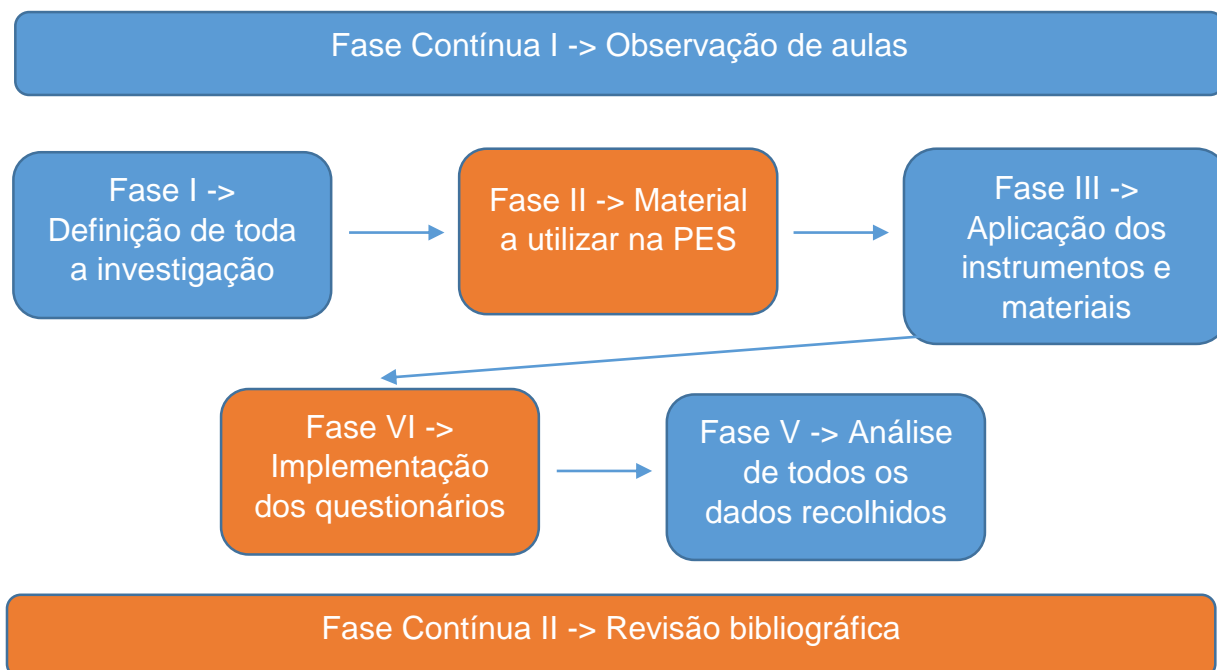 Fase Contínua I -> Observação de aulas
Fase I ->
Definição de toda
a investigação
Fase II -> Material
a utilizar na PES
Fase III ->
Aplicação dos
instrumentos e
materiais
Fase VI ->
Implementação
dos questionários
Fase V -> Análise
de todos os
dados recolhidos
Fase Contínua II -> Revisão bibliográfica